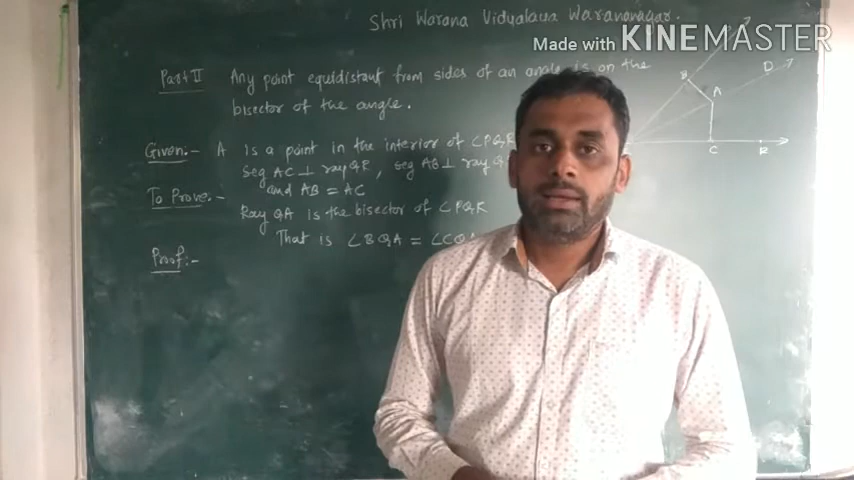 Shri Warana Vidyalaya Warananagar.
Made with KINEMASTER
Part II Any point equidistant from sides of an angle is on the
bisector of the angle.
Given:- A is a point in the interior of ∠PQR
seg AC ⊥ ray QR, seg AB ⊥ ray Q
and AB = AC
To Prove:-
Ray QA is the bisector of ∠PQR
That is ∠BQA = ∠CQA
Proof:-
B
A
D
C
R